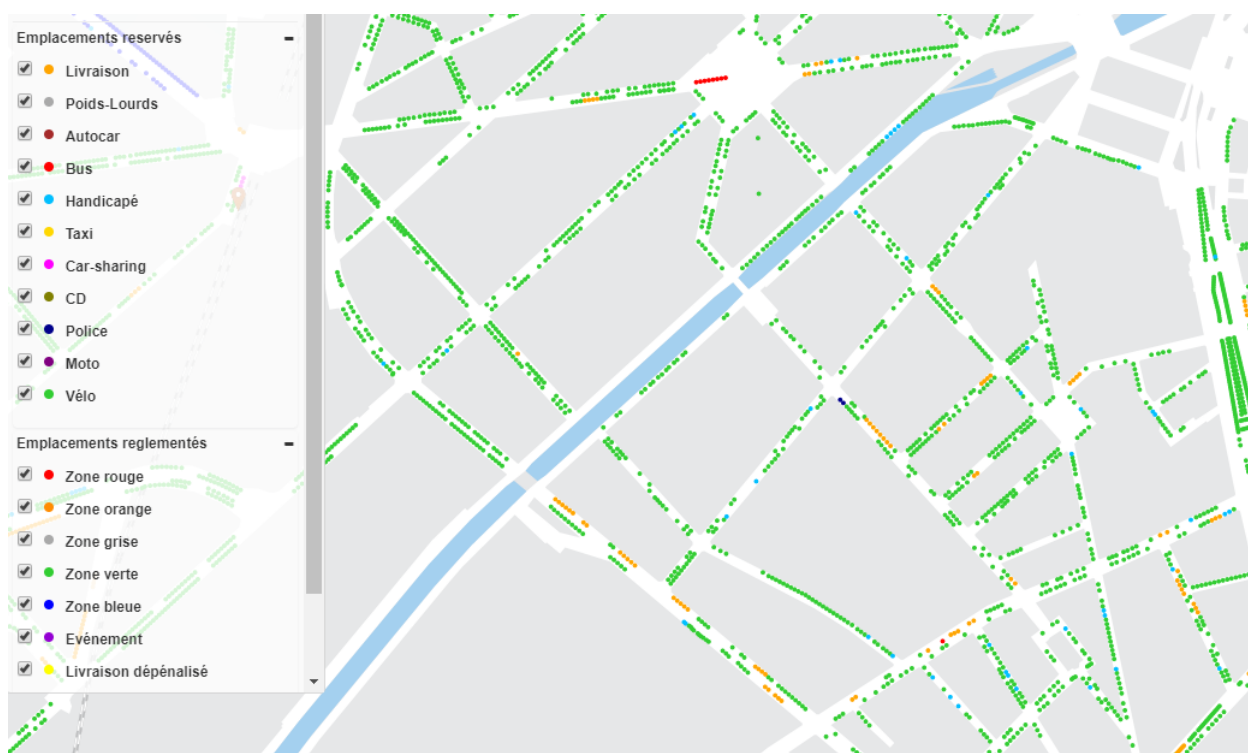 Emplacements reservés
Livraison
Poids-Lourds
Autocar
Bus
Handicapé
Taxi
Car-sharing
CD
Police
Moto
Vélo
Emplacements reglementés
Zone rouge
Zone orange
Zone grise
Zone verte
Zone bleue
Evénement
Livraison dépénalisé